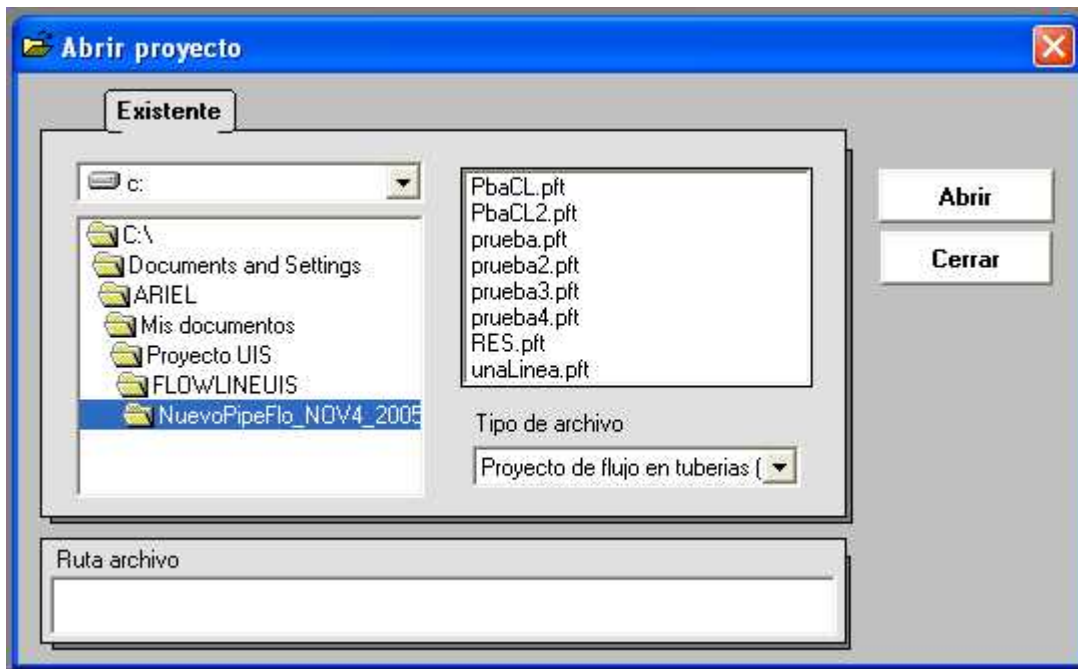 Abrir proyecto
Existente
c:
C:\
Documents and Settings
ARIEL
Mis documentos
Proyecto UIS
FLOWLINEUIS
NuevoPipeFlo_NOV4_2005
PbaCL.pft
PbaCL2.pft
prueba.pft
prueba2.pft
prueba3.pft
prueba4.pft
RES.pft
unaLinea.pft
Tipo de archivo
Proyecto de flujo en tuberias (
Abrir
Cerrar
Ruta archivo